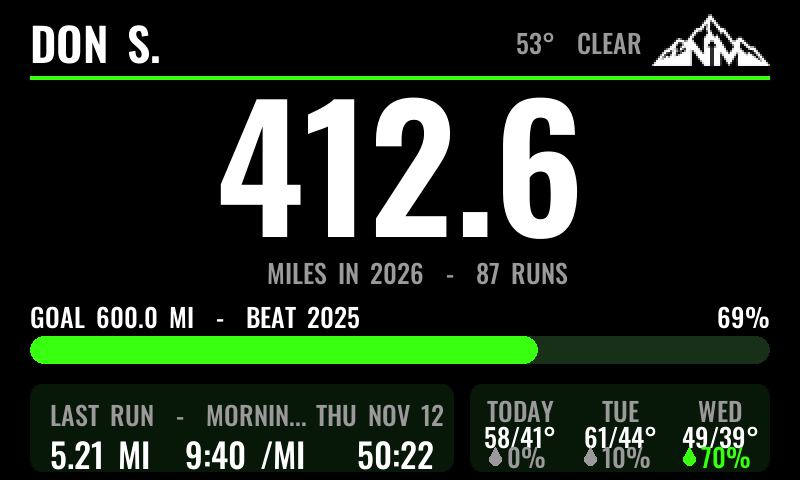 DON S.
53° CLEAR NM
412.6
MILES IN 2026 - 87 RUNS
GOAL 600.0 MI - BEAT 2025 69%
LAST RUN - MORNIN... THU NOV 12
5.21 MI 9:40 /MI 50:22
TODAY TUE WED
58/41° 61/44° 49/39°
0% 10% 70%